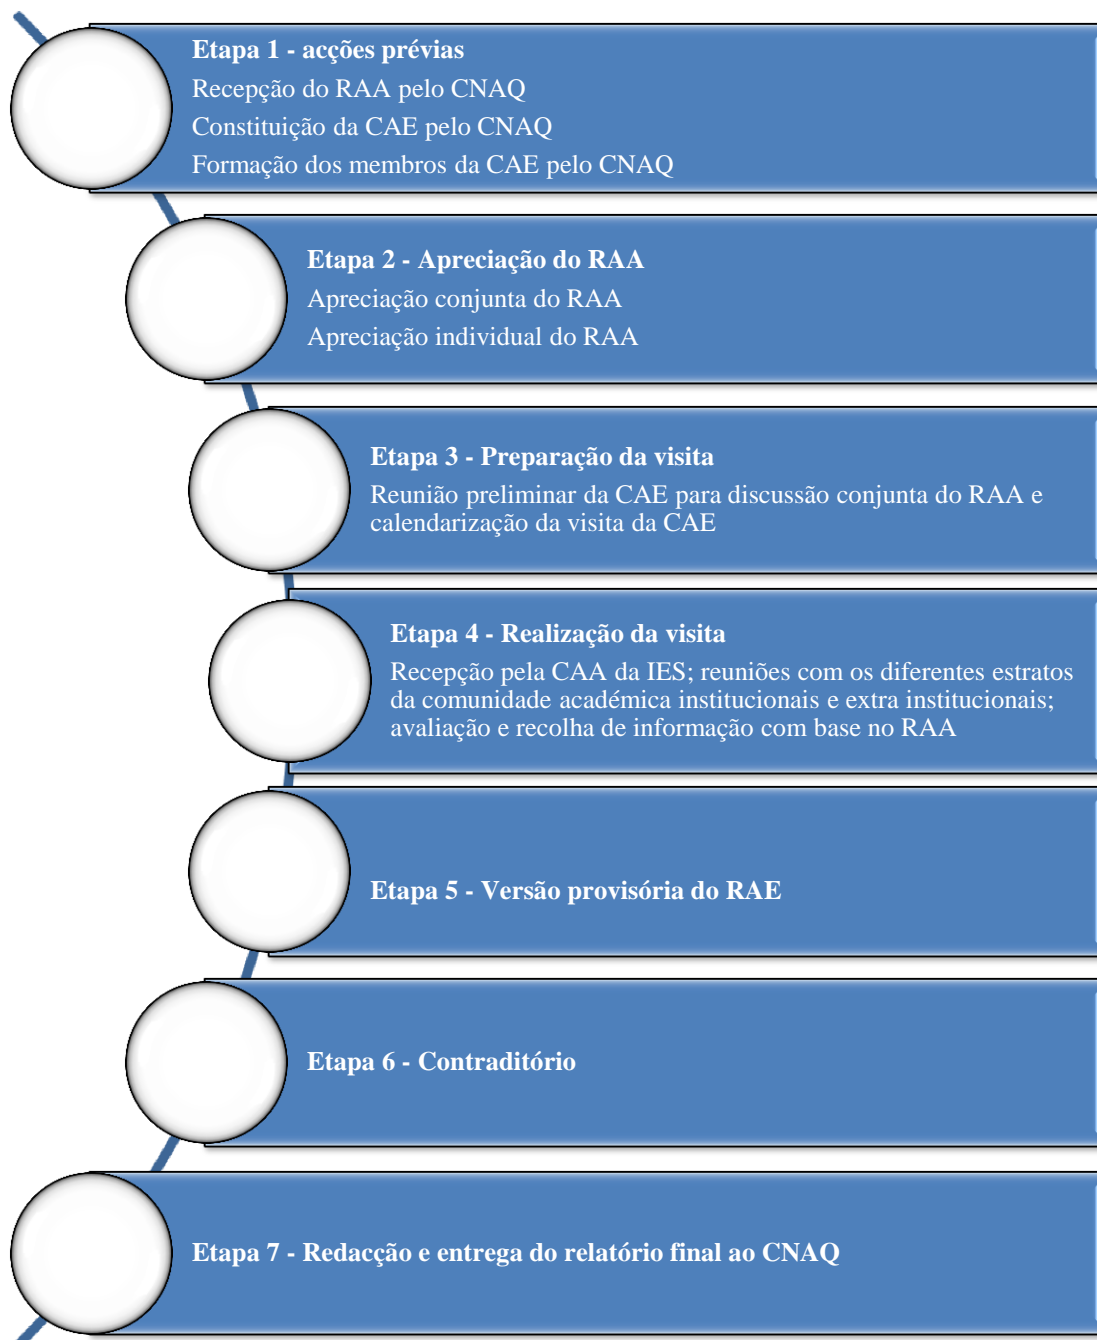 Etapa 1 - acções prévias
Recepção do RAA pelo CNAQ
Constituição da CAE pelo CNAQ
Formação dos membros da CAE pelo CNAQ
Etapa 2 - Apreciação do RAA
Apreciação conjunta do RAA
Apreciação individual do RAA
Etapa 3 - Preparação da visita
Reunião preliminar da CAE para discussão conjunta do RAA e
calendarização da visita da CAE
Etapa 4 - Realização da visita
Recepção pela CAA da IES; reuniões com os diferentes estratos
da comunidade académica institucionais e extra institucionais;
avaliação e recolha de informação com base no RAA
Etapa 5 - Versão provisória do RAE
Etapa 6 - Contraditório
Etapa 7 - Redacção e entrega do relatório final ao CNAQ